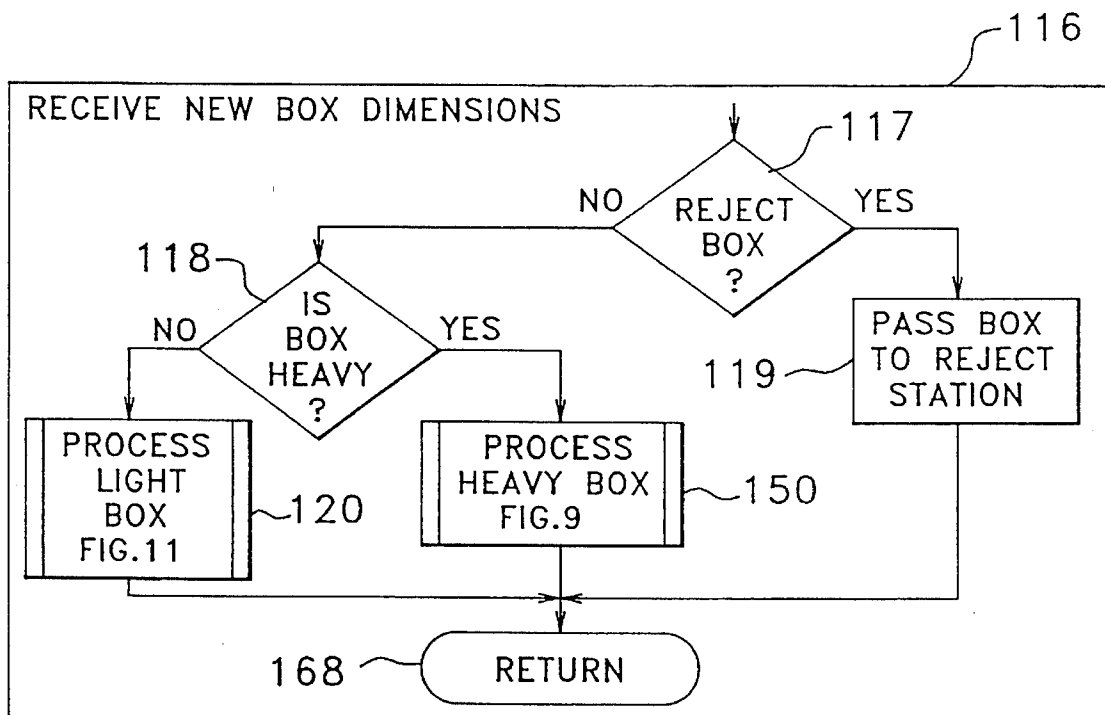 116
RECEIVE NEW BOX DIMENSIONS
117
NO
REJECT
BOX
?
YES
118
IS
BOX
HEAVY
?
NO
YES
PASS BOX
TO REJECT
STATION
119
PROCESS
LIGHT
BOX
FIG.11
120
PROCESS
HEAVY BOX
FIG.9
150
168
RETURN